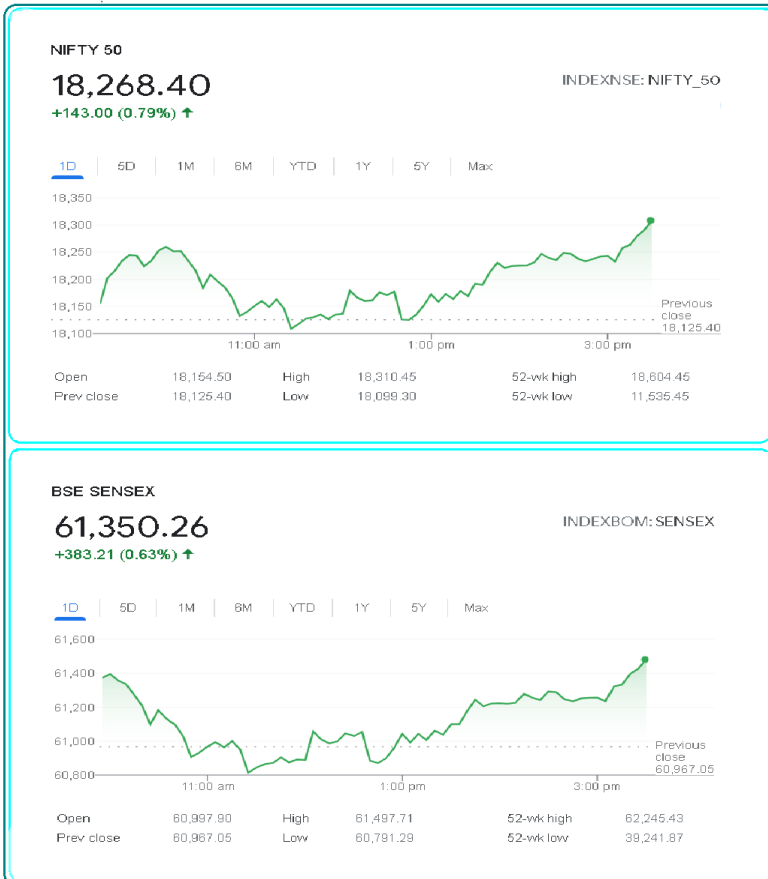 NIFTY 50
18,268.40
INDEXNSE: NIFTY_50
+143.00 (0.79%) ↑
1D 5D 1M 6M YTD 1Y 5Y Max
18,350
18,300
18,250
18,200
18,150
18,100
Previous
close
18,125.40
11:00 am 1:00 pm 3:00 pm
Open 18,154.50 High 18,310.45 52-wk high 18,604.45
Prev close 18,125.40 Low 18,099.30 52-wk low 11,535.45
BSE SENSEX
61,350.26
INDEXBOM: SENSEX
+383.21 (0.63%) ↑
1D 5D 1M 6M YTD 1Y 5Y Max
61,600
61,400
61,200
61,000
60,800
Previous
close
60,967.05
11:00 am 1:00 pm 3:00 pm
Open 60,997.90 High 61,497.71 52-wk high 62,245.43
Prev close 60,967.05 Low 60,791.29 52-wk low 39,241.87